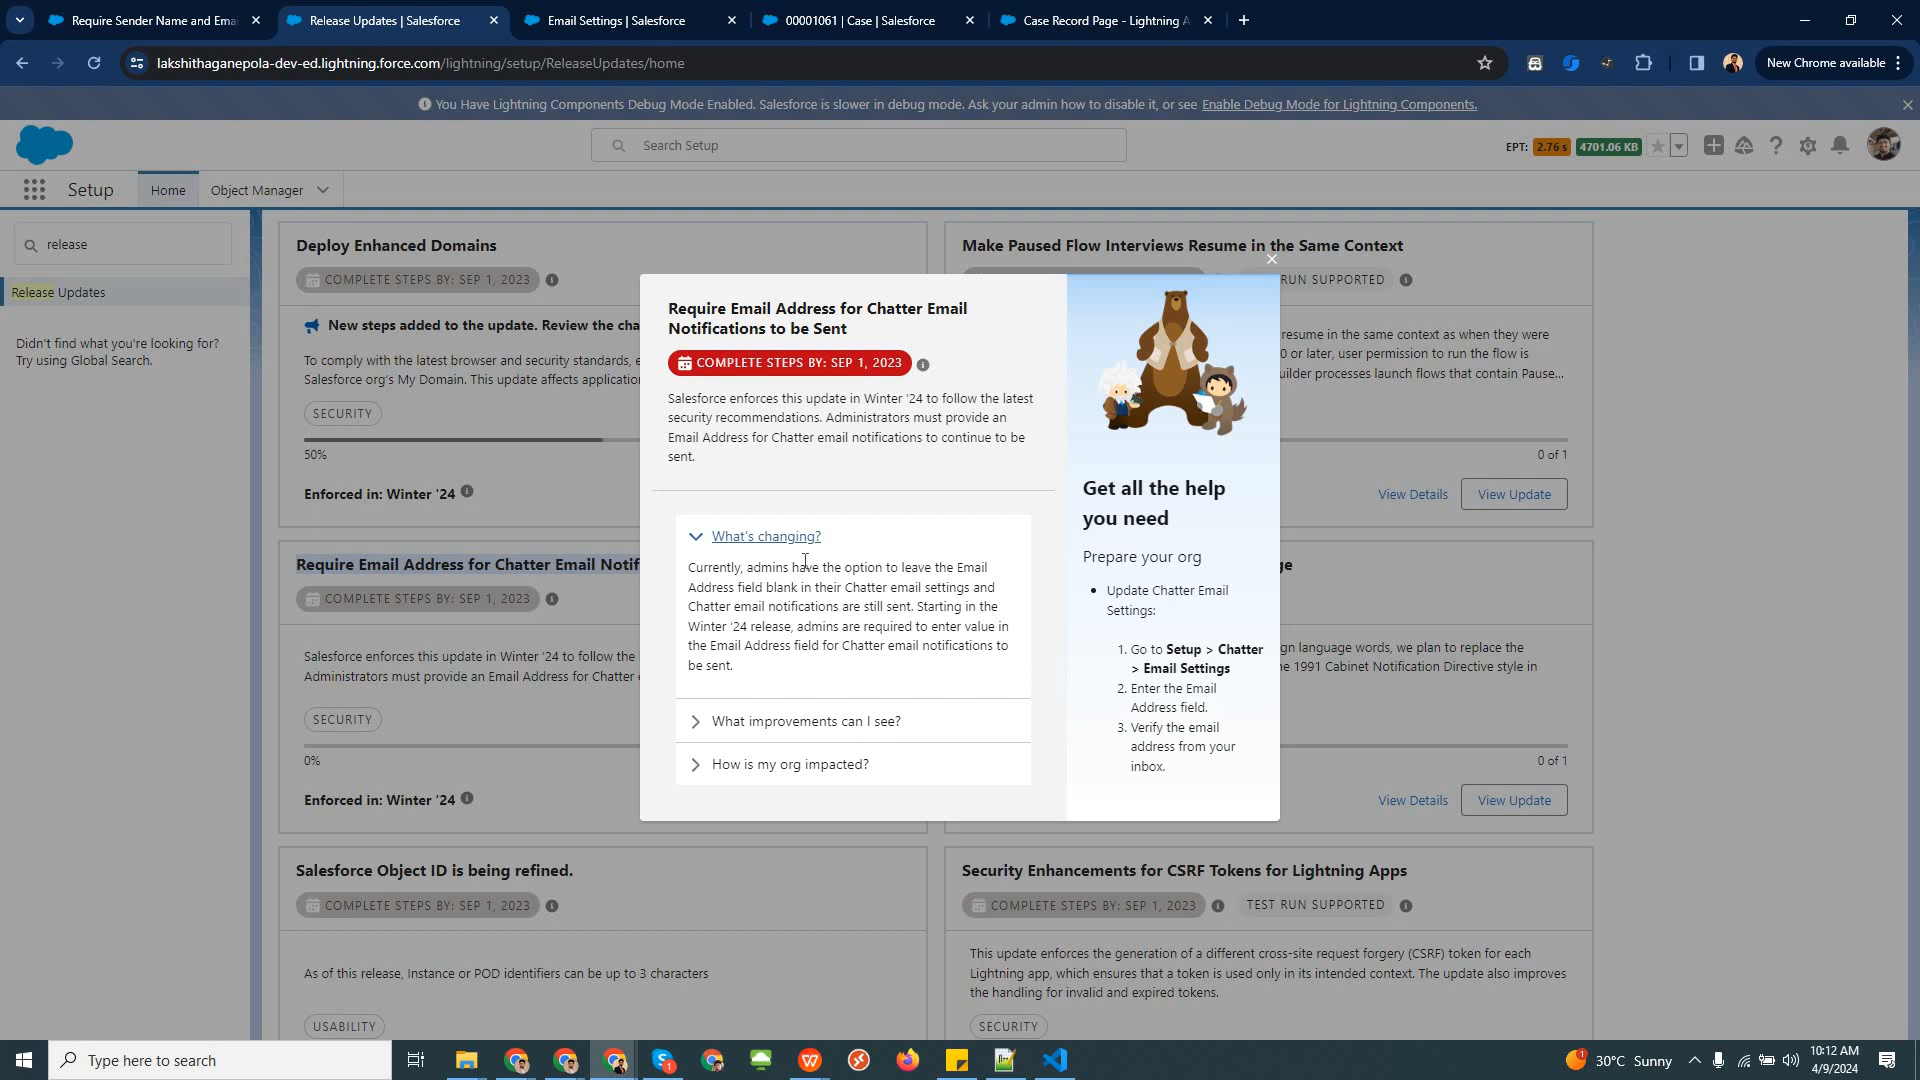 Require Sender Name and Emai
Release Updates | Salesforce
Email Settings | Salesforce
00001061 | Case | Salesforce
Case Record Page - Lightning A
lakshithaganepola-dev-ed.lightning.force.com/lightning/setup/ReleaseUpdates/home
New Chrome available
You Have Lightning Components Debug Mode Enabled. Salesforce is slower in debug mode. Ask your admin how to disable it, or see Enable Debug Mode for Lightning Components.
Search Setup
EPT: 2.76 s 4701.06 KB
Setup
Home
Object Manager
release
Release Updates
Didn't find what you're looking for?
Try using Global Search.
Deploy Enhanced Domains
COMPLETE STEPS BY: SEP 1, 2023
New steps added to the update. Review the cha
To comply with the latest browser and security standards, e
Salesforce org's My Domain. This update affects application
SECURITY
50%
Enforced in: Winter '24
Make Paused Flow Interviews Resume in the Same Context
RUN SUPPORTED
resume in the same context as when they were
0 or later, user permission to run the flow is
uilder processes launch flows that contain Pause...
0 of 1
View Details
View Update
Require Email Address for Chatter Email Notif
COMPLETE STEPS BY: SEP 1, 2023
Salesforce enforces this update in Winter '24 to follow the
Administrators must provide an Email Address for Chatter
SECURITY
0%
Enforced in: Winter '24
ge
gn language words, we plan to replace the
he 1991 Cabinet Notification Directive style in
0 of 1
View Details
View Update
Require Email Address for Chatter Email
Notifications to be Sent
COMPLETE STEPS BY: SEP 1, 2023
Salesforce enforces this update in Winter '24 to follow the latest
security recommendations. Administrators must provide an
Email Address for Chatter email notifications to continue to be
sent.
What's changing?
Currently, admins have the option to leave the Email
Address field blank in their Chatter email settings and
Chatter email notifications are still sent. Starting in the
Winter '24 release, admins are required to enter value in
the Email Address field for Chatter email notifications to
be sent.
What improvements can I see?
How is my org impacted?
Get all the help
you need
Prepare your org
• Update Chatter Email
Settings:
1. Go to Setup > Chatter
> Email Settings
2. Enter the Email
Address field.
3. Verify the email
address from your
inbox.
Salesforce Object ID is being refined.
COMPLETE STEPS BY: SEP 1, 2023
As of this release, Instance or POD identifiers can be up to 3 characters
USABILITY
Security Enhancements for CSRF Tokens for Lightning Apps
COMPLETE STEPS BY: SEP 1, 2023
TEST RUN SUPPORTED
This update enforces the generation of a different cross-site request forgery (CSRF) token for each
Lightning app, which ensures that a token is used only in its intended context. The update also improves
the handling for invalid and expired tokens.
SECURITY
Type here to search
30°C Sunny
10:12 AM
4/9/2024